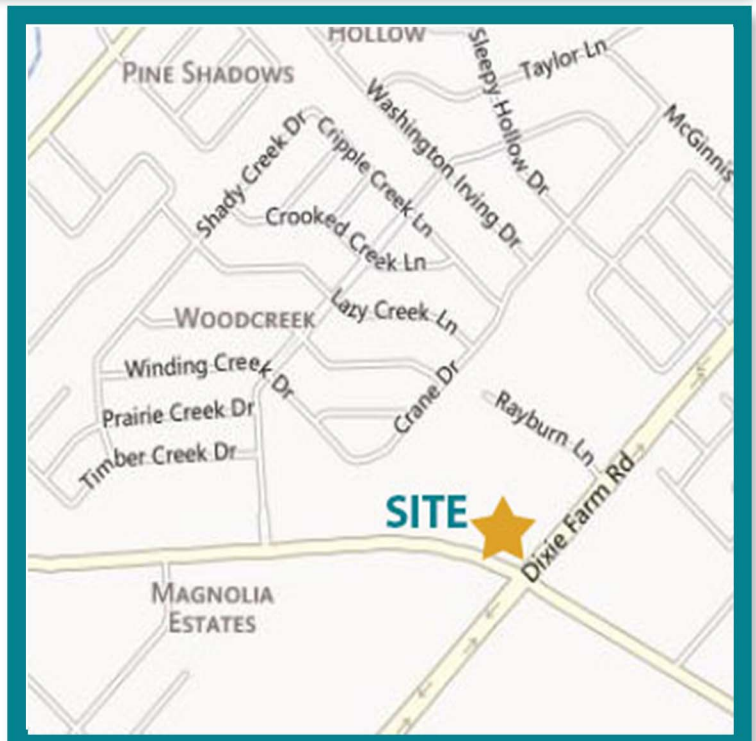 HOLLOW
Sleepy Hollow Dr
Taylor Ln
PINE SHADOWS
Washington Irving Dr
McGinnis
Shady Creek Dr
Cripple Creek Ln
Crooked Creek Ln
Lazy Creek Ln
WOODCREEK
Winding Creek Dr
Prairie Creek Dr
Crane Dr
Rayburn Ln
Timber Creek Dr
SITE
Dixie Farm Rd
MAGNOLIA
ESTATES